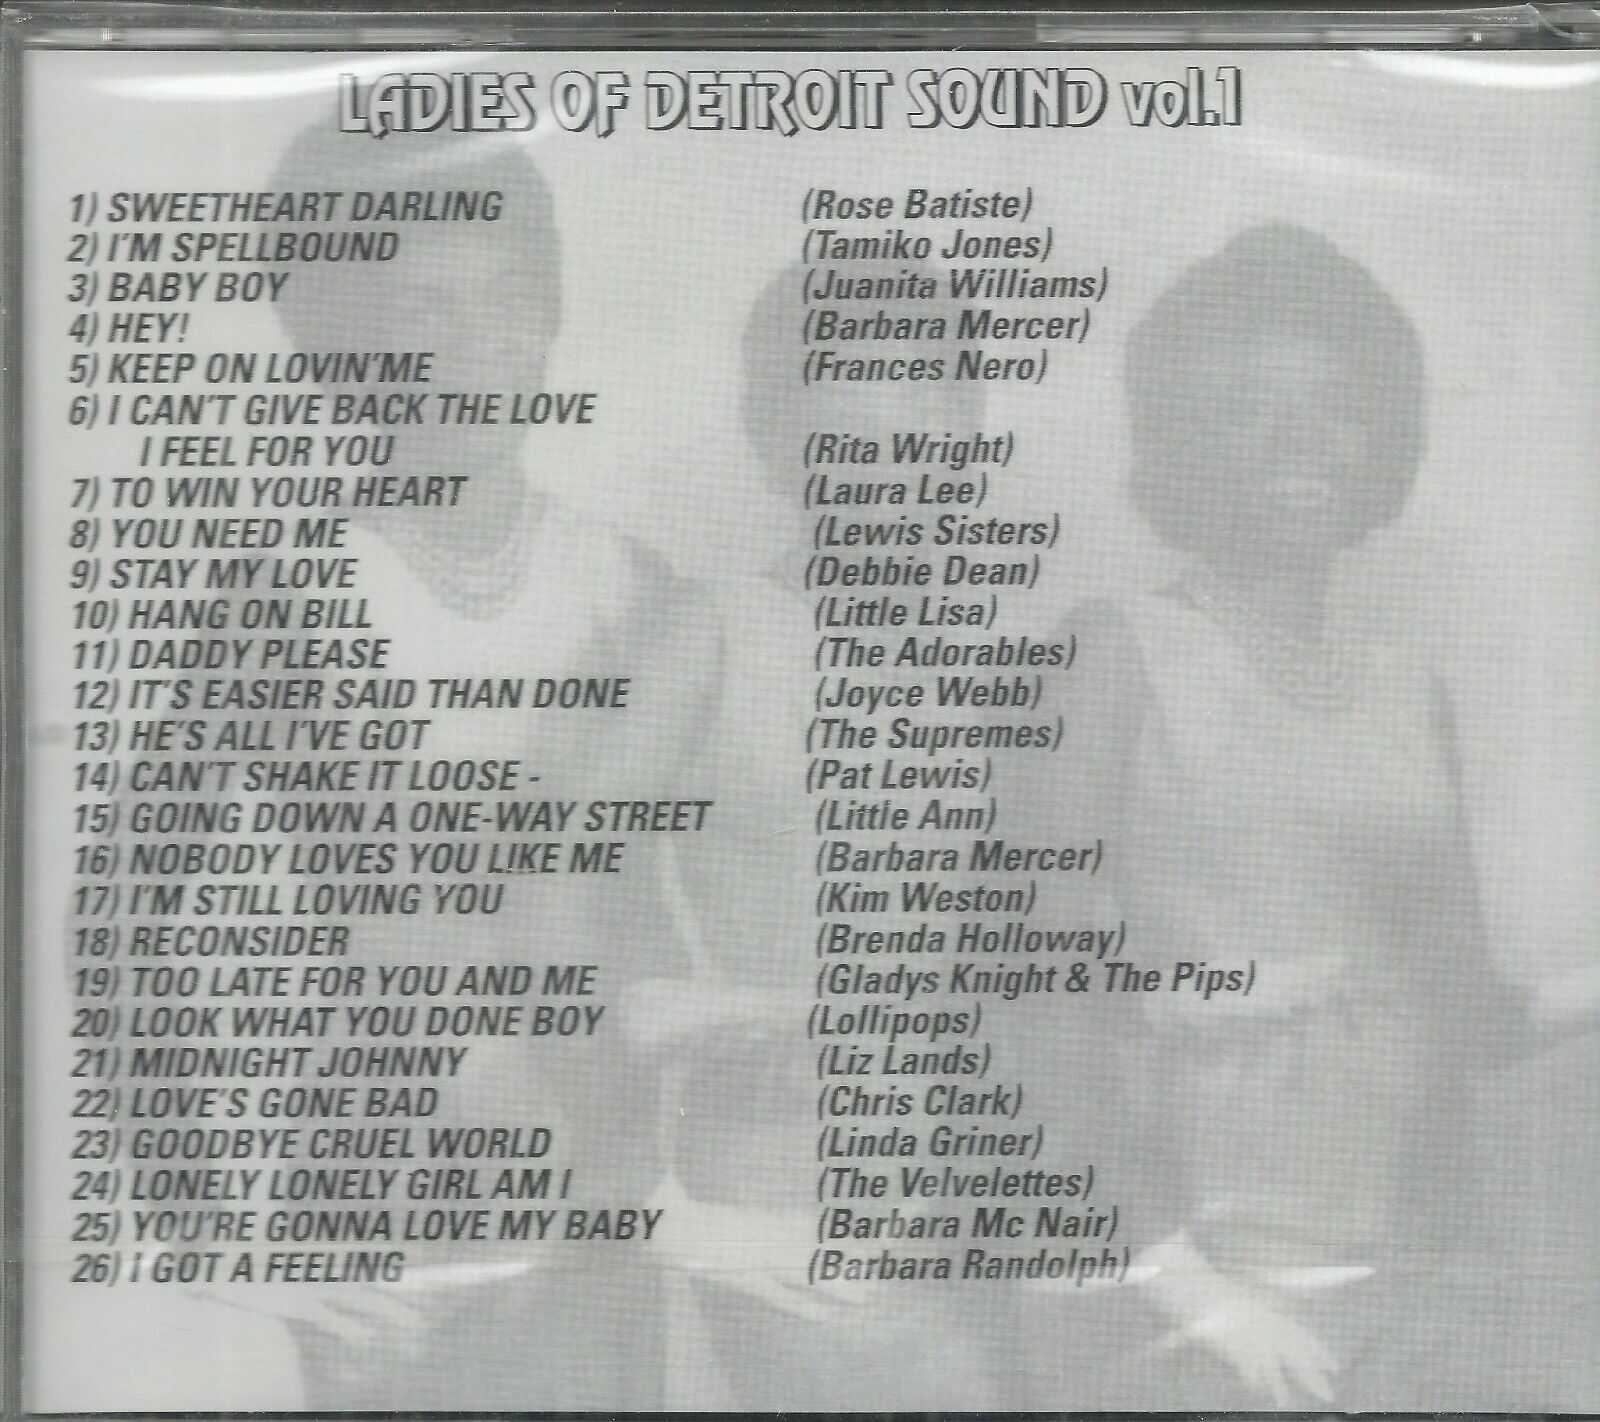 LADIES OF DETROIT SOUND vol.1
1) SWEETHEART DARLING (Rose Batiste)
2) I'M SPELLBOUND (Tamiko Jones)
3) BABY BOY (Juanita Williams)
4) HEY! (Barbara Mercer)
5) KEEP ON LOVIN'ME (Frances Nero)
6) I CAN'T GIVE BACK THE LOVE
I FEEL FOR YOU (Rita Wright)
7) TO WIN YOUR HEART (Laura Lee)
8) YOU NEED ME (Lewis Sisters)
9) STAY MY LOVE (Debbie Dean)
10) HANG ON BILL (Little Lisa)
11) DADDY PLEASE (The Adorables)
12) IT'S EASIER SAID THAN DONE (Joyce Webb)
13) HE'S ALL I'VE GOT (The Supremes)
14) CAN'T SHAKE IT LOOSE - (Pat Lewis)
15) GOING DOWN A ONE-WAY STREET (Little Ann)
16) NOBODY LOVES YOU LIKE ME (Barbara Mercer)
17) I'M STILL LOVING YOU (Kim Weston)
18) RECONSIDER (Brenda Holloway)
19) TOO LATE FOR YOU AND ME (Gladys Knight & The Pips)
20) LOOK WHAT YOU DONE BOY (Lollipops)
21) MIDNIGHT JOHNNY (Liz Lands)
22) LOVE'S GONE BAD (Chris Clark)
23) GOODBYE CRUEL WORLD (Linda Griner)
24) LONELY LONELY GIRL AM I (The Velvelettes)
25) YOU'RE GONNA LOVE MY BABY (Barbara Mc Nair)
26) I GOT A FEELING (Barbara Randolph)